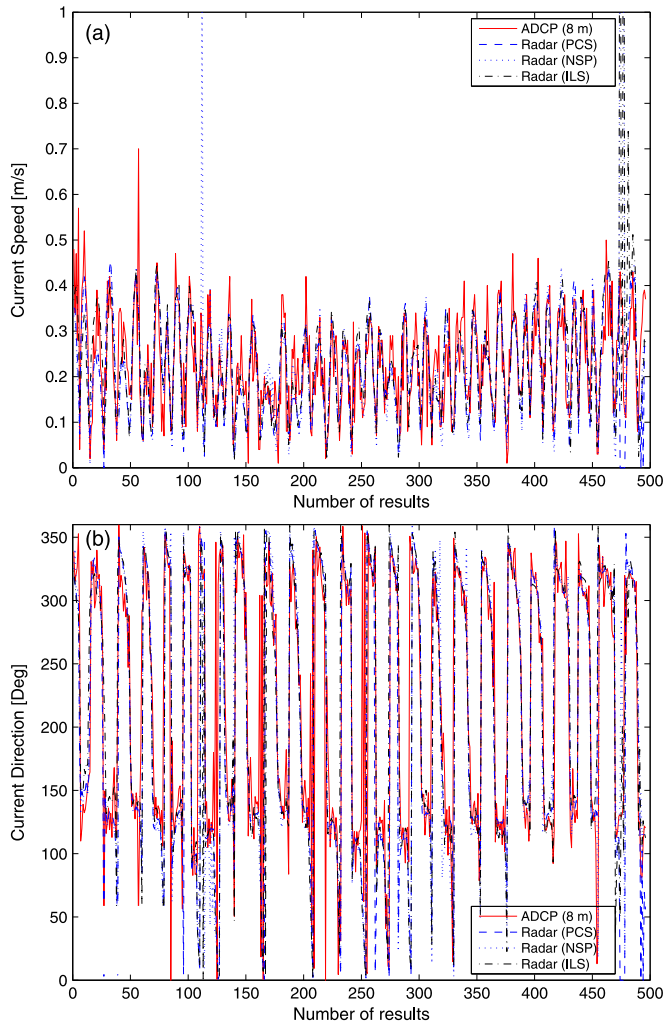 (a)
1
0.9
0.8
0.7
0.6
0.5
0.4
0.3
0.2
0.1
0
Current Speed [m/s]
ADCP (8 m)
Radar (PCS)
Radar (NSP)
Radar (ILS)
0 50 100 150 200 250 300 350 400 450 500
Number of results
(b)
350
300
250
200
150
100
50
0
Current Direction [Deg]
ADCP (8 m)
Radar (PCS)
Radar (NSP)
Radar (ILS)
0 50 100 150 200 250 300 350 400 450 500
Number of results